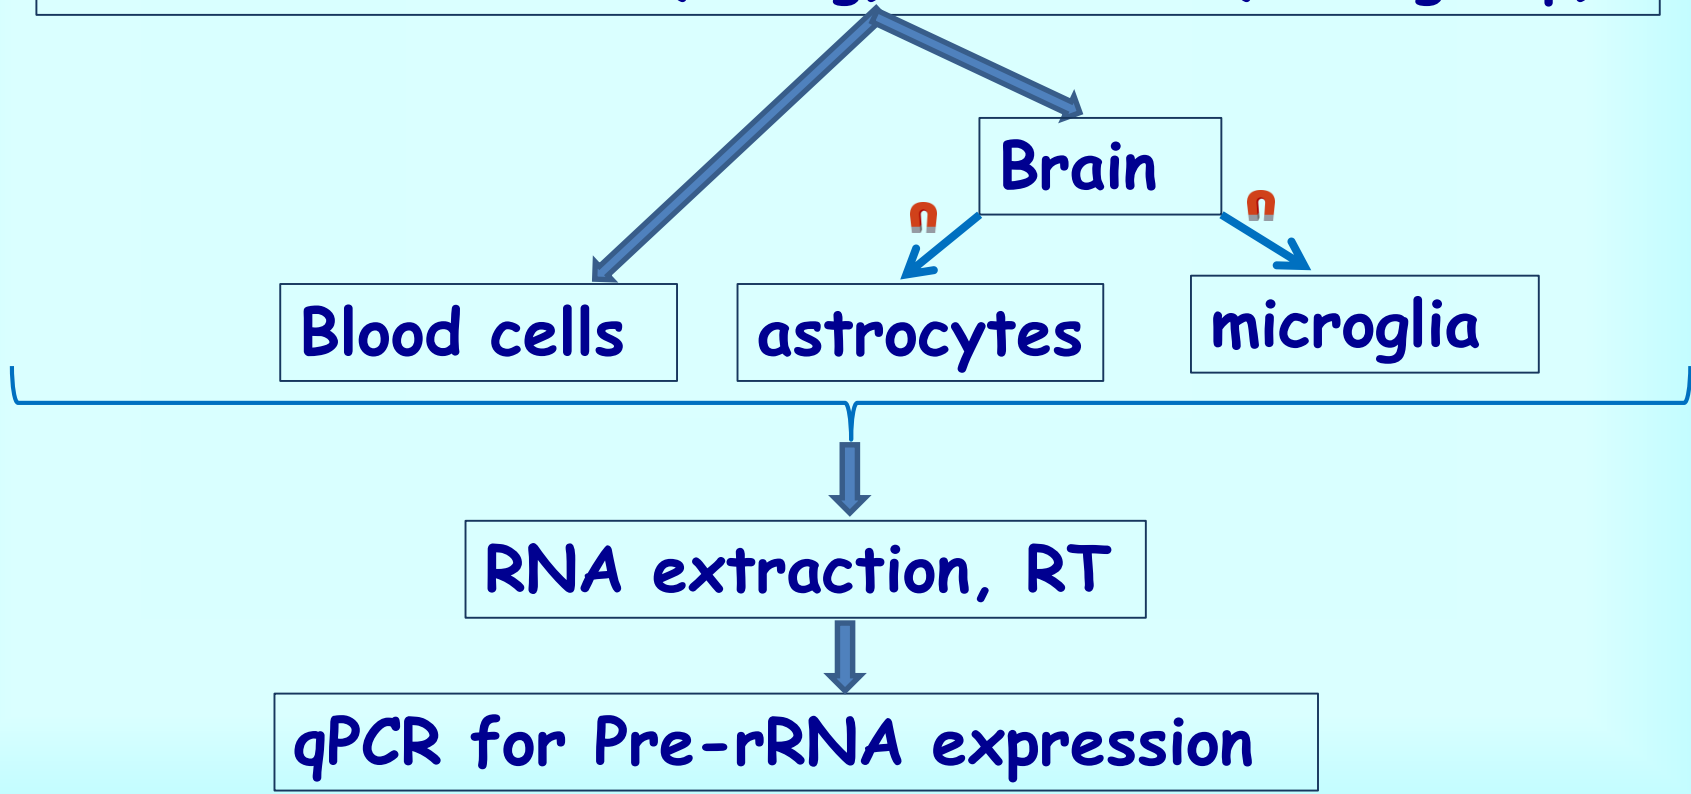 Brain
Blood cells
astrocytes
microglia
RNA extraction, RT
qPCR for Pre-rRNA expression